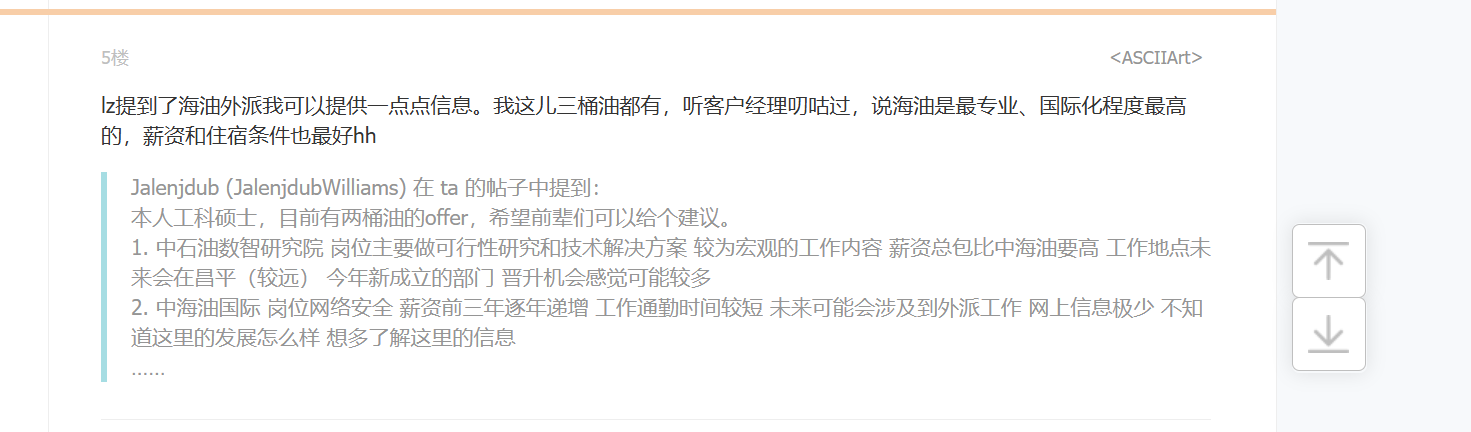 5楼
<ASCIIArt>
lz提到了海油外派我可以提供一点点信息。我这儿三桶油都有，听客户经理叨咕过，说海油是最专业、国际化程度最高
的，薪资和住宿条件也最好hh
Jalenjdub (JalenjdubWilliams) 在 ta 的帖子中提到：
本人工科硕士，目前有两桶油的offer，希望前辈们可以给个建议。
1. 中石油数智研究院 岗位主要做可行性研究和技术解决方案 较为宏观的工作内容 薪资总包比中海油要高 工作地点未
来会在昌平（较远） 今年新成立的部门 晋升机会感觉可能较多
2. 中海油国际 岗位网络安全 薪资前三年逐年递增 工作通勤时间较短 未来可能会涉及到外派工作 网上信息极少 不知
道这里的发展怎么样 想多了解这里的信息
……